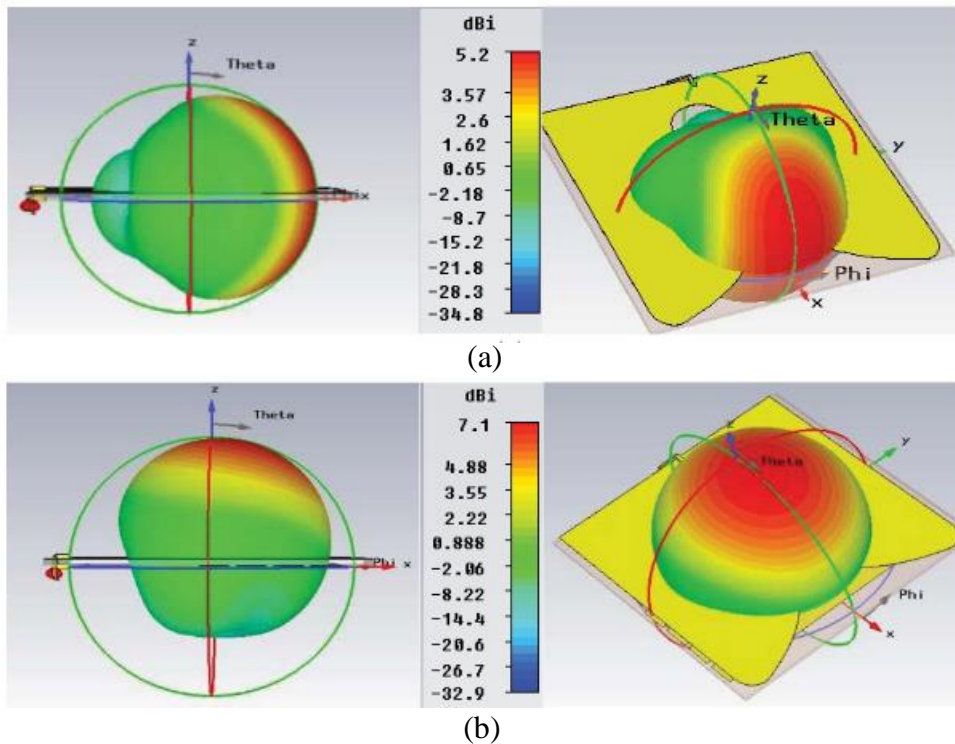 z
Theta
Phi x
dBi
5.2
3.57
2.6
1.62
0.65
-2.18
-8.7
-15.2
-21.8
-28.3
-34.8
z
Theta
y
Phi
x
(a)
z
Theta
Phi x
dBi
7.1
4.88
3.55
2.22
0.888
-2.06
-8.22
-14.4
-20.6
-26.7
-32.9
z
y
Theta
Phi
x
(b)